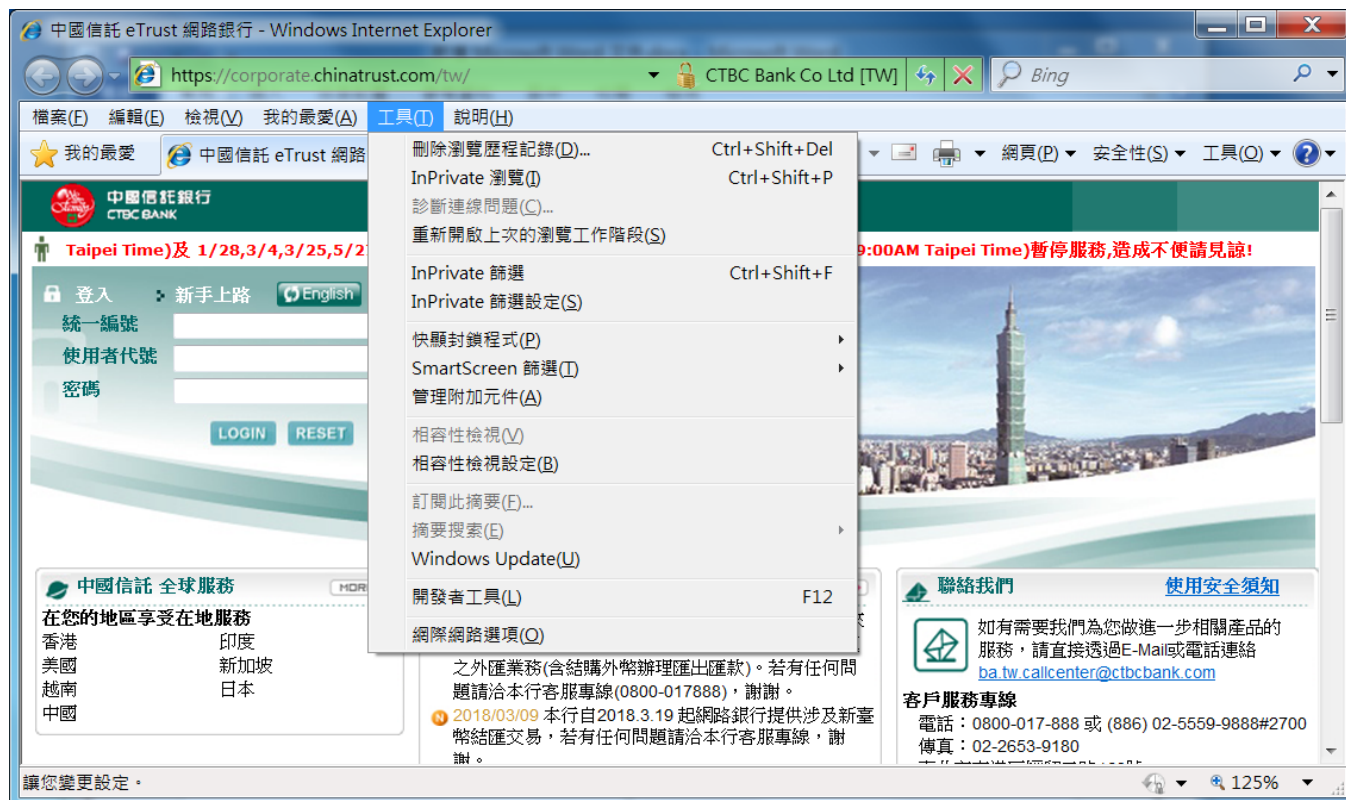 中國信託 eTrust 網路銀行 - Windows Internet Explorer
https://corporate.chinatrust.com/tw/
CTBC Bank Co Ltd [TW]
Bing
檔案(F) 編輯(E) 檢視(V) 我的最愛(A) 工具(T) 說明(H)
我的最愛
中國信託 eTrust 網路
網頁(P) 安全性(S) 工具(O)
刪除瀏覽歷程記錄(D)... Ctrl+Shift+Del
InPrivate 瀏覽(I) Ctrl+Shift+P
診斷連線問題(C)...
重新開啟上次的瀏覽工作階段(S)
InPrivate 篩選 Ctrl+Shift+F
InPrivate 篩選設定(S)
快顯封鎖程式(P)
SmartScreen 篩選(T)
管理附加元件(A)
相容性檢視(V)
相容性檢視設定(B)
訂閱此摘要(F)...
摘要搜索(E)
Windows Update(U)
開發者工具(L) F12
網際網路選項(O)
中國信託銀行
CTBC BANK
Taipei Time)及 1/28,3/4,3/25,5/2
9:00AM Taipei Time)暫停服務,造成不便請見諒!
登入 新手上路 English
統一編號
使用者代號
密碼
LOGIN RESET
中國信託 全球服務
在您的地區享受在地服務
香港 印度
美國 新加坡
越南 日本
中國
之外匯業務(含結購外幣辦理匯出匯款)。若有任何問
題請洽本行客服專線(0800-017888)，謝謝。
2018/03/09 本行自2018.3.19 起網路銀行提供涉及新臺
幣結匯交易，若有任何問題請洽本行客服專線，謝
謝。
聯絡我們 使用安全須知
如有需要我們為您做進一步相關產品的
服務，請直接透過E-Mail或電話連絡
ba.tw.callcenter@ctbcbank.com
客戶服務專線
電話：0800-017-888 或 (886) 02-5559-9888#2700
傳真：02-2653-9180
讓您變更設定。
125%